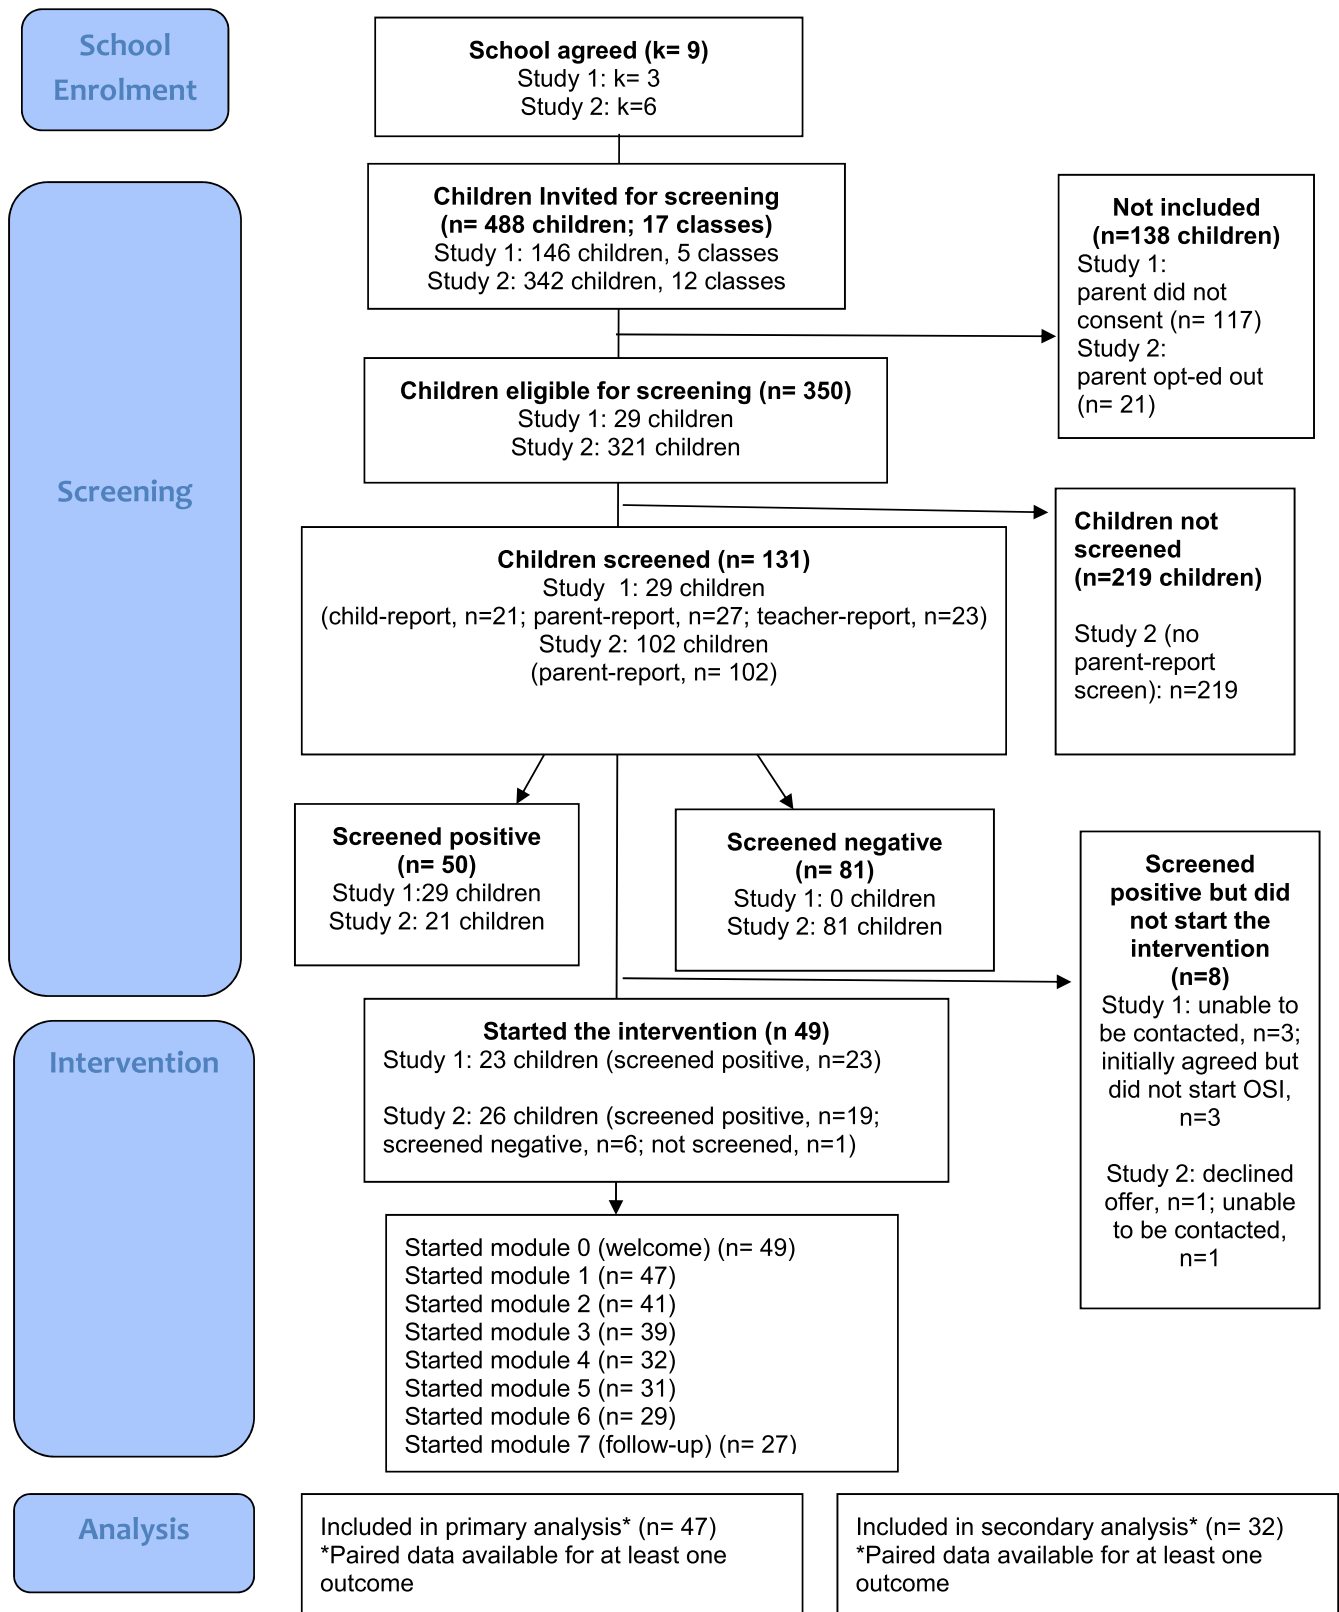 School
Enrolment
School agreed (k= 9)
Study 1: k= 3
Study 2: k=6
Screening
Children Invited for screening
(n= 488 children; 17 classes)
Study 1: 146 children, 5 classes
Study 2: 342 children, 12 classes
Not included
(n=138 children)
Study 1:
parent did not
consent (n= 117)
Study 2:
parent opt-ed out
(n= 21)
Children eligible for screening (n= 350)
Study 1: 29 children
Study 2: 321 children
Children not
screened
(n=219 children)
Study 2 (no
parent-report
screen): n=219
Children screened (n= 131)
Study 1: 29 children
(child-report, n=21; parent-report, n=27; teacher-report, n=23)
Study 2: 102 children
(parent-report, n= 102)
Screened positive
(n= 50)
Study 1:29 children
Study 2: 21 children
Screened negative
(n= 81)
Study 1: 0 children
Study 2: 81 children
Screened
positive but did
not start the
intervention
(n=8)
Study 1: unable to
be contacted, n=3;
initially agreed but
did not start OSI,
n=3
Study 2: declined
offer, n=1; unable
to be contacted,
n=1
Intervention
Started the intervention (n 49)
Study 1: 23 children (screened positive, n=23)
Study 2: 26 children (screened positive, n=19;
screened negative, n=6; not screened, n=1)
Started module 0 (welcome) (n= 49)
Started module 1 (n= 47)
Started module 2 (n= 41)
Started module 3 (n= 39)
Started module 4 (n= 32)
Started module 5 (n= 31)
Started module 6 (n= 29)
Started module 7 (follow-up) (n= 27)
Analysis
Included in primary analysis* (n= 47)
*Paired data available for at least one
outcome
Included in secondary analysis* (n= 32)
*Paired data available for at least one
outcome